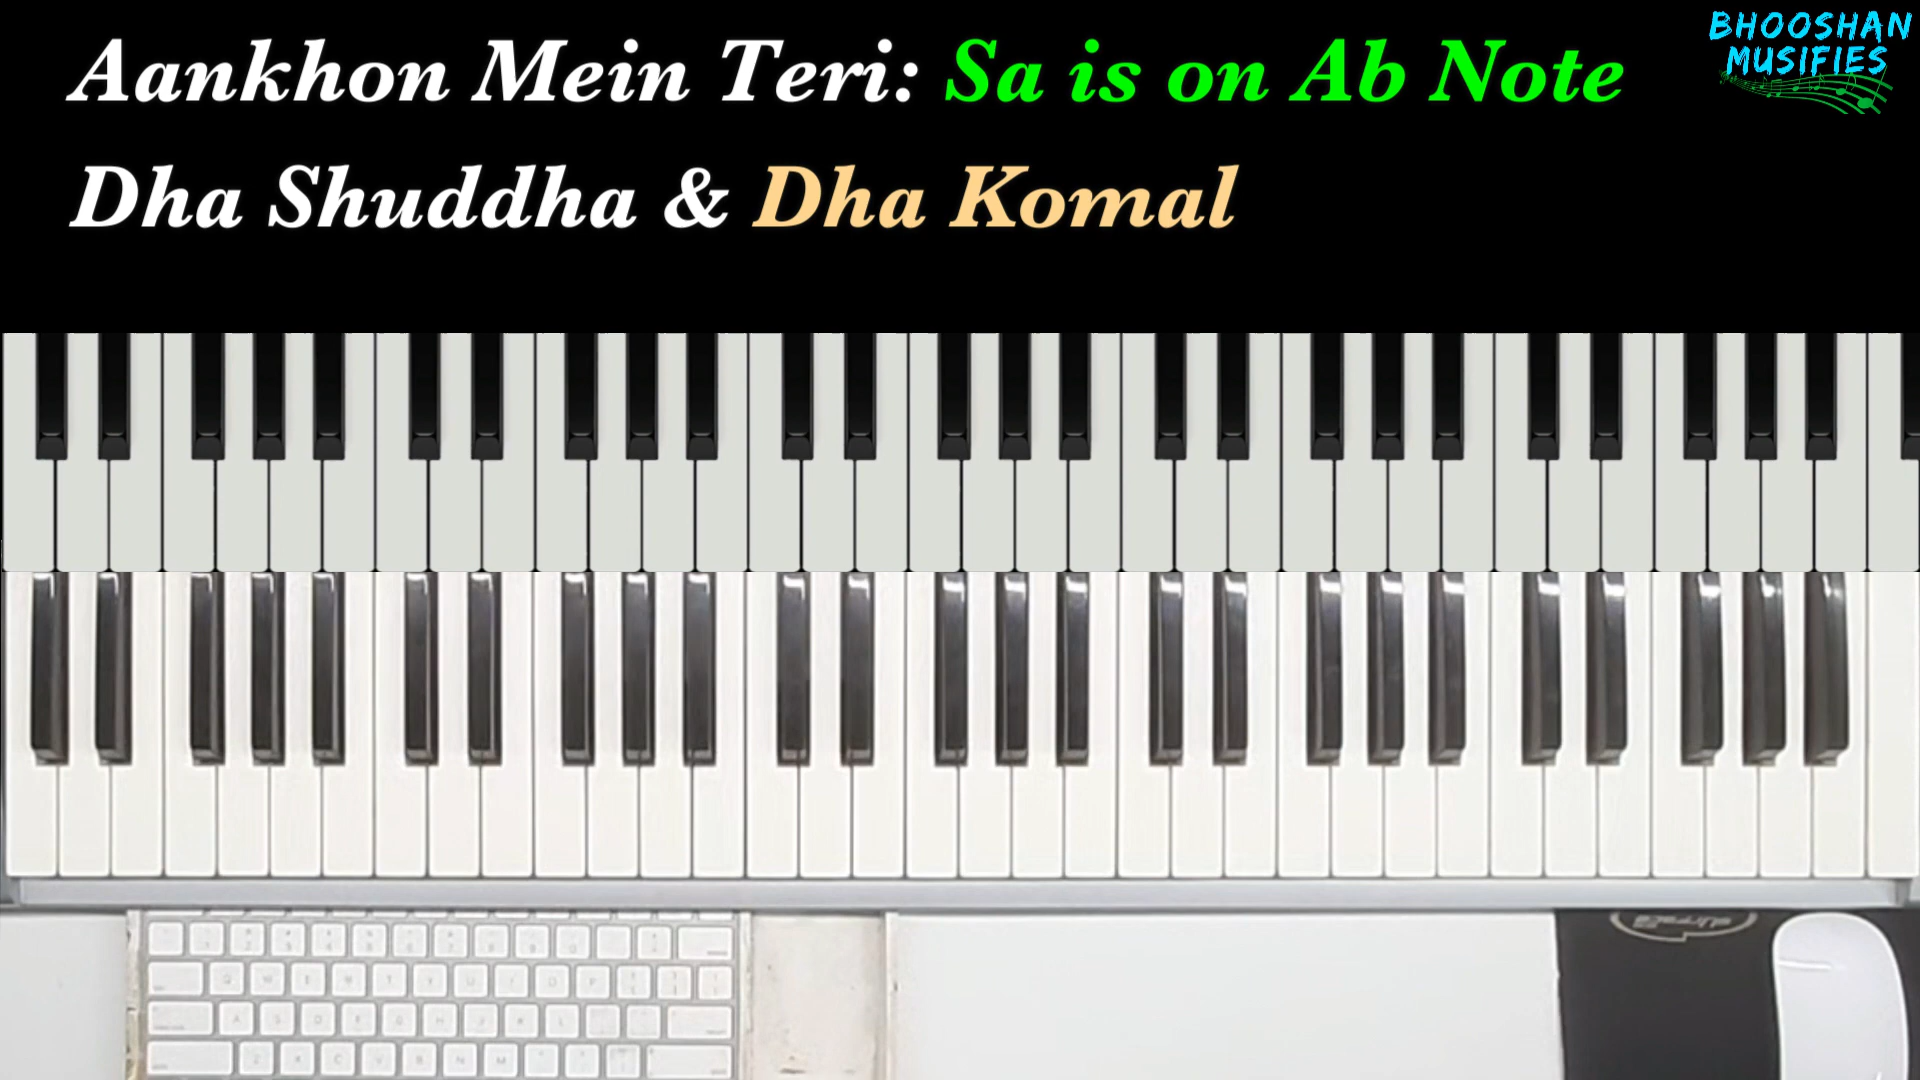 Aankhon Mein Teri: Sa is on Ab Note
BHOOSHAN
MUSIFIES
Dha Shuddha & Dha Komal